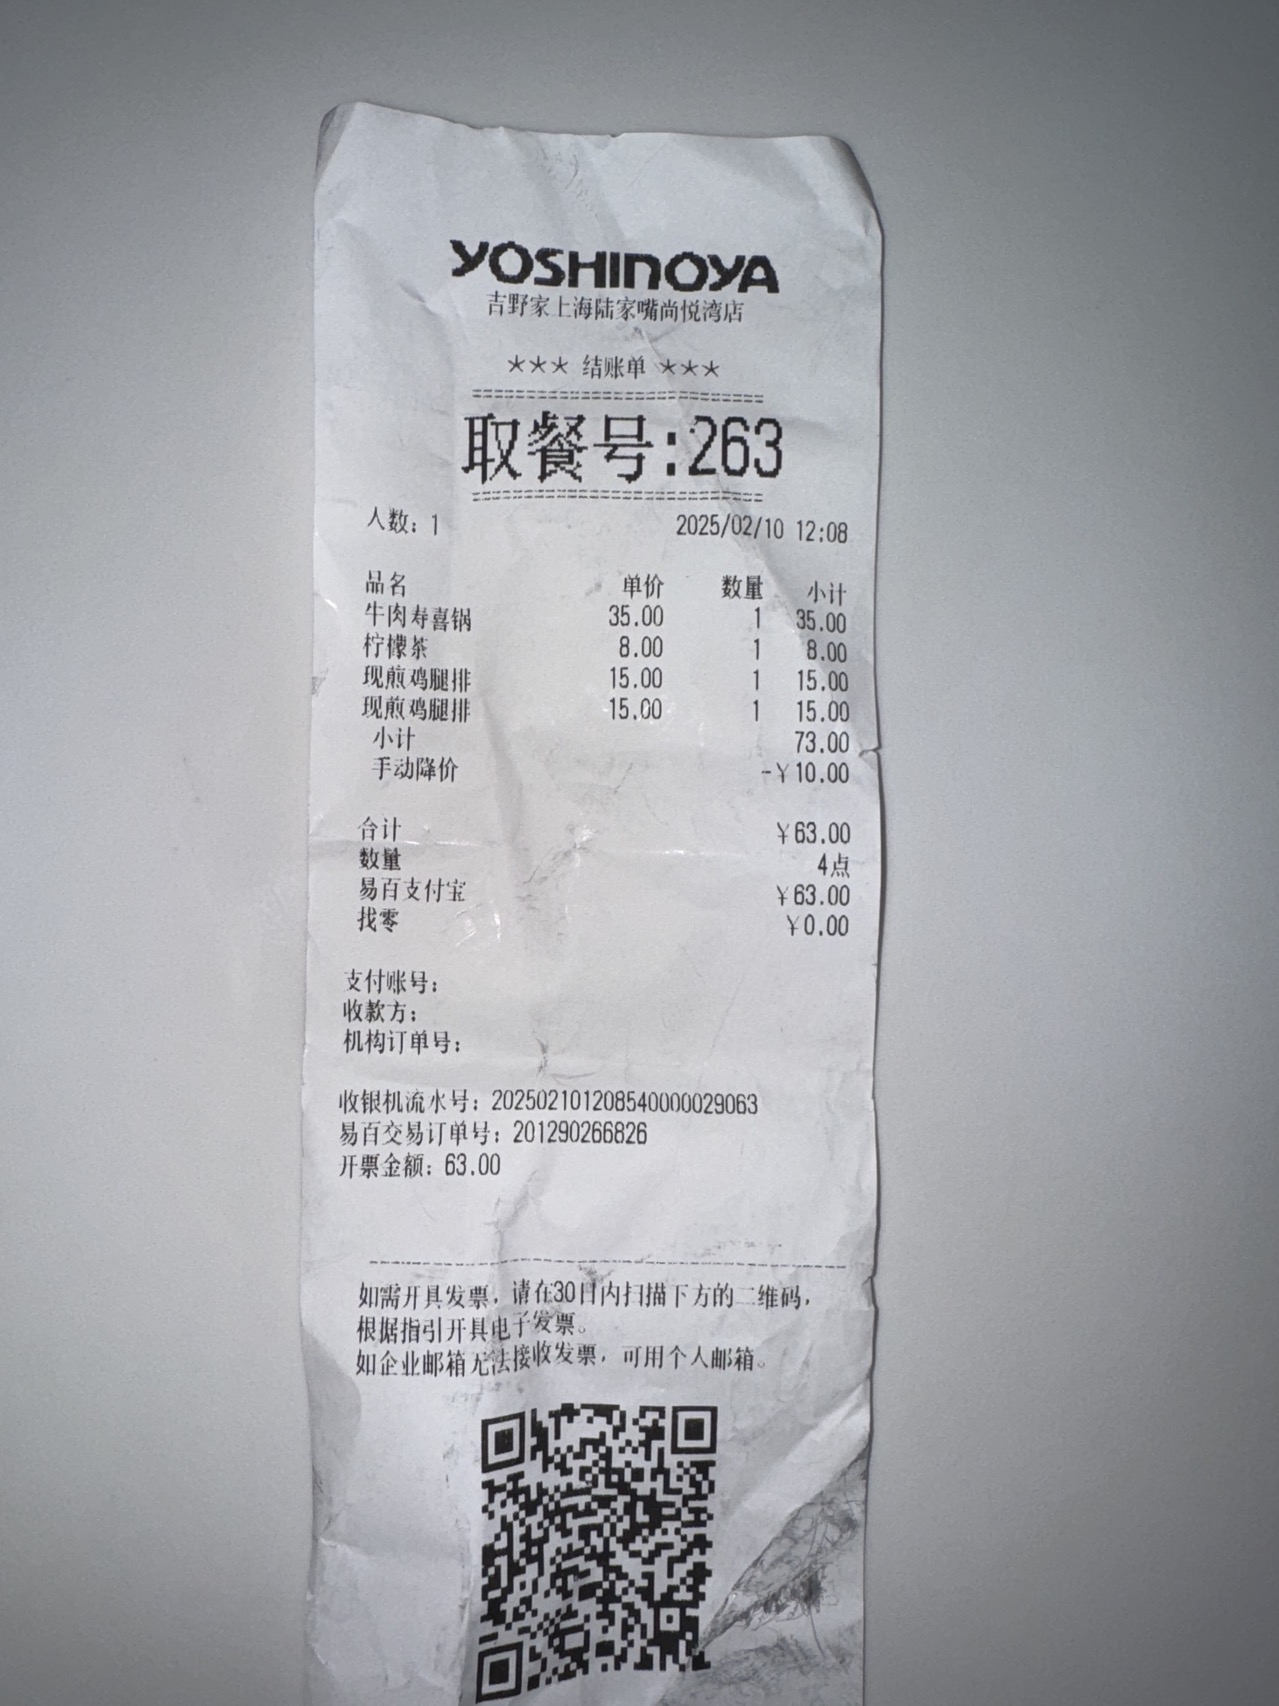 YOSHINOYA
吉野家上海陆家嘴尚悦湾店
*** 结账单 ***
取餐号:263
人数: 1 2025/02/10 12:08
品名 单价 数量 小计
牛肉寿喜锅 35.00 1 35.00
柠檬茶 8.00 1 8.00
现煎鸡腿排 15.00 1 15.00
现煎鸡腿排 15.00 1 15.00
小计 73.00
手动降价 -¥10.00
合计 ¥63.00
数量 4点
易百支付宝 ¥63.00
找零 ¥0.00
支付账号:
收款方:
机构订单号:
收银机流水号: 202502101208540000029063
易百交易订单号: 201290266826
开票金额: 63.00
如需开具发票，请在30日内扫描下方的二维码，
根据指引开具电子发票。
如企业邮箱无法接收发票，可用个人邮箱。